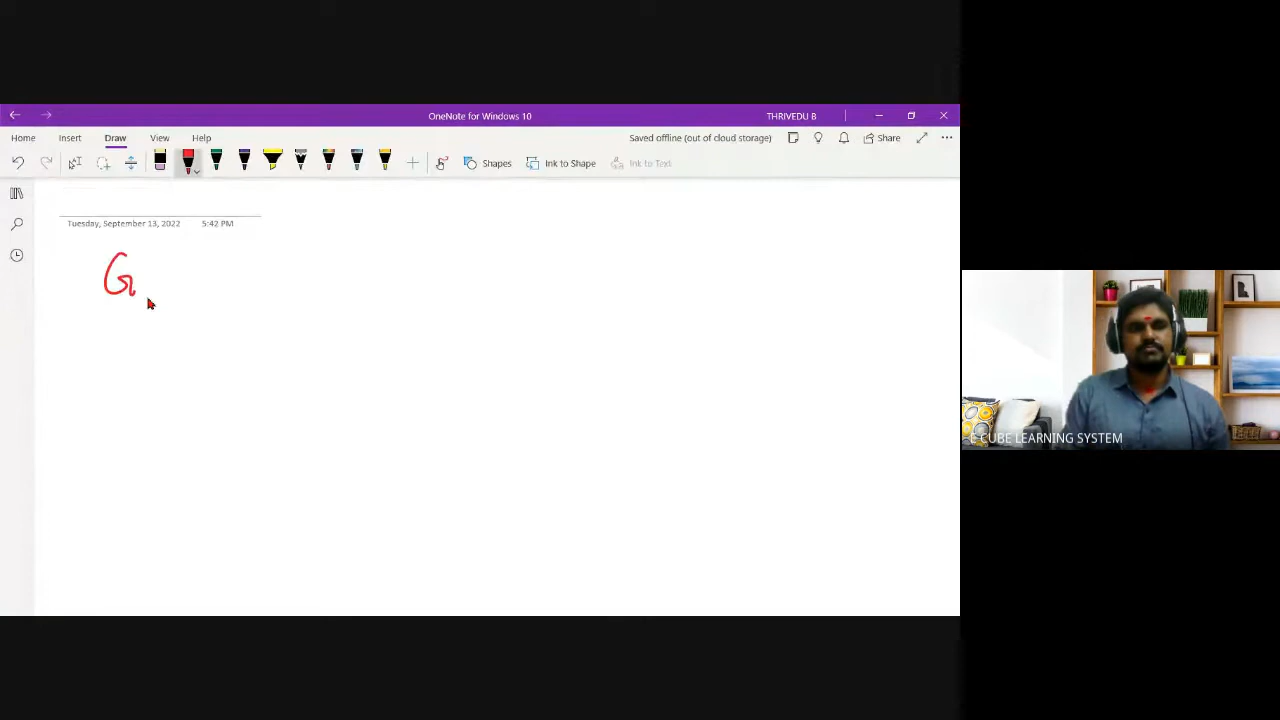 OneNote for Windows 10
THRIVEDU B
Home Insert Draw View Help
Saved offline (out of cloud storage)
Share
Shapes
Ink to Shape
Ink to Text
Tuesday, September 13, 2022 5:42 PM
G
E CUBE LEARNING SYSTEM